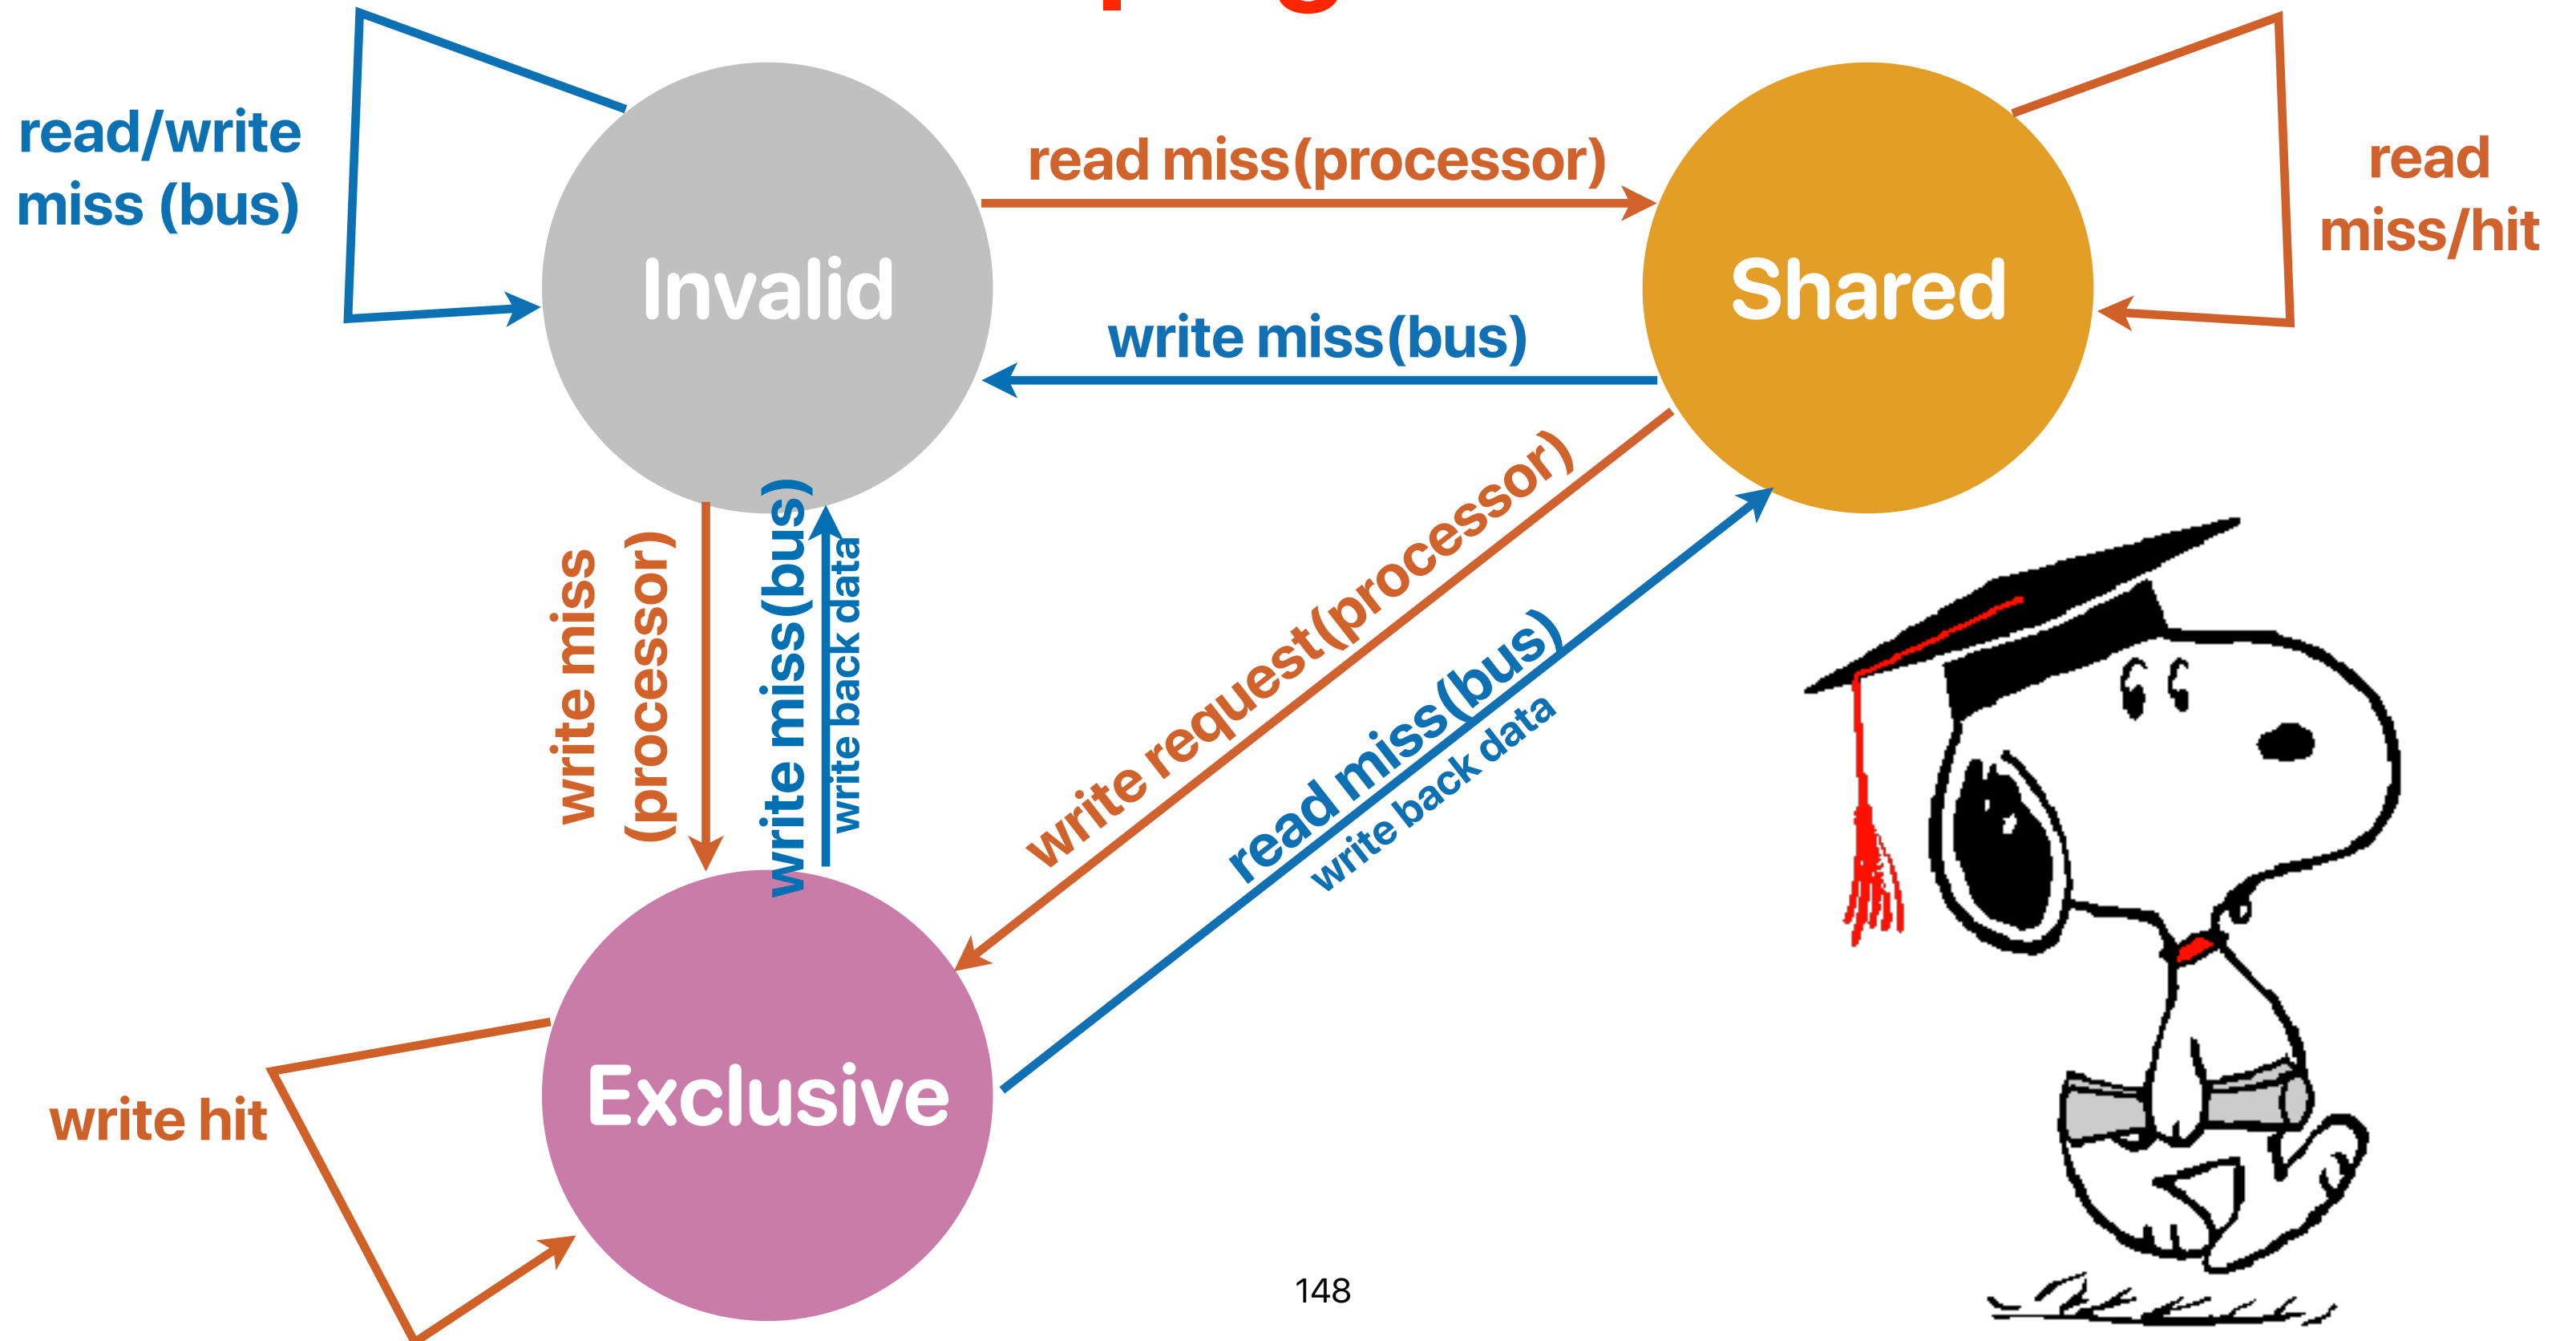 read/write
miss (bus)
Invalid
read miss(processor)
write miss(bus)
Shared
read
miss/hit
write miss
(processor)
write miss(bus)
write back data
write request(processor)
read miss(bus)
write back data
Exclusive
write hit
148